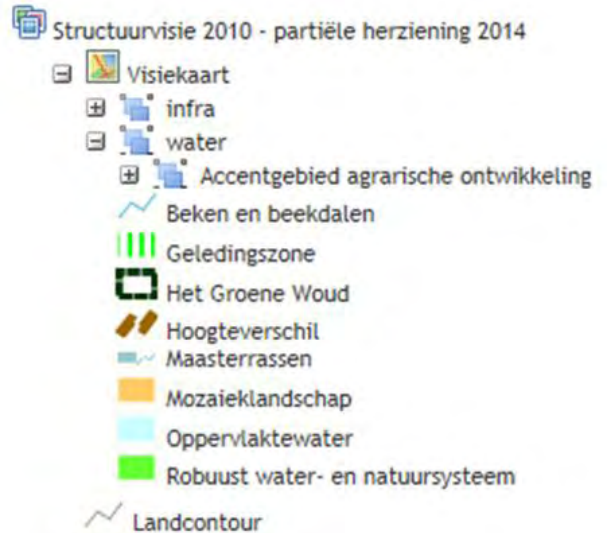 Structuurvisie 2010 - partiële herziening 2014
Visiekaart
infra
water
Accentgebied agrarische ontwikkeling
Beken en beekdalen
Geledingszone
Het Groene Woud
Hoogteverschil
Maasterrassen
Mozaieklandschap
Oppervlaktewater
Robuust water- en natuursysteem
Landcontour